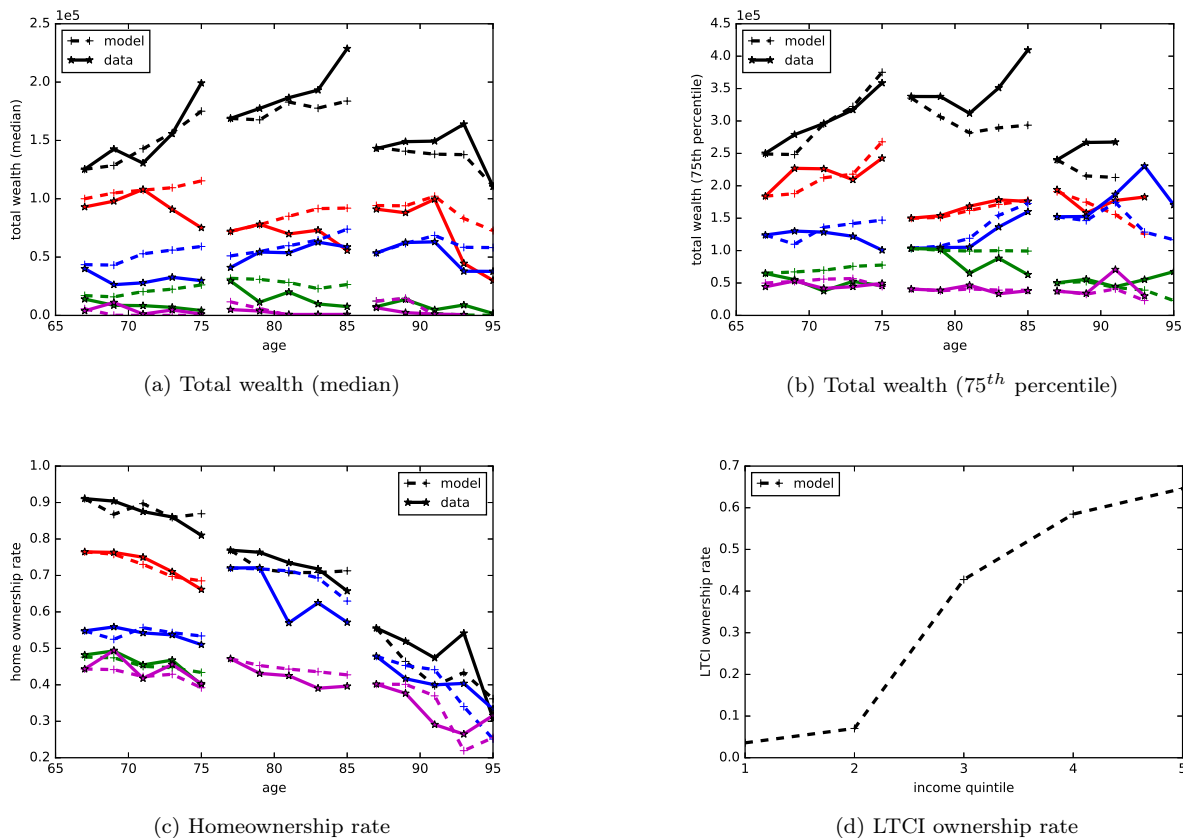 1e5
2.5
2.0
1.5
1.0
0.5
0.0
total wealth (median)
model
data
65 70 75 80 85 90 95
age
(a) Total wealth (median)
1e5
4.5
4.0
3.5
3.0
2.5
2.0
1.5
1.0
0.5
0.0
total wealth (75th percentile)
model
data
65 70 75 80 85 90 95
age
(b) Total wealth (75th percentile)
1.0
0.9
0.8
0.7
0.6
0.5
0.4
0.3
0.2
home ownership rate
model
data
65 70 75 80 85 90 95
age
(c) Homeownership rate
0.7
0.6
0.5
0.4
0.3
0.2
0.1
0.0
LTCI ownership rate
model
1 2 3 4 5
income quintile
(d) LTCI ownership rate